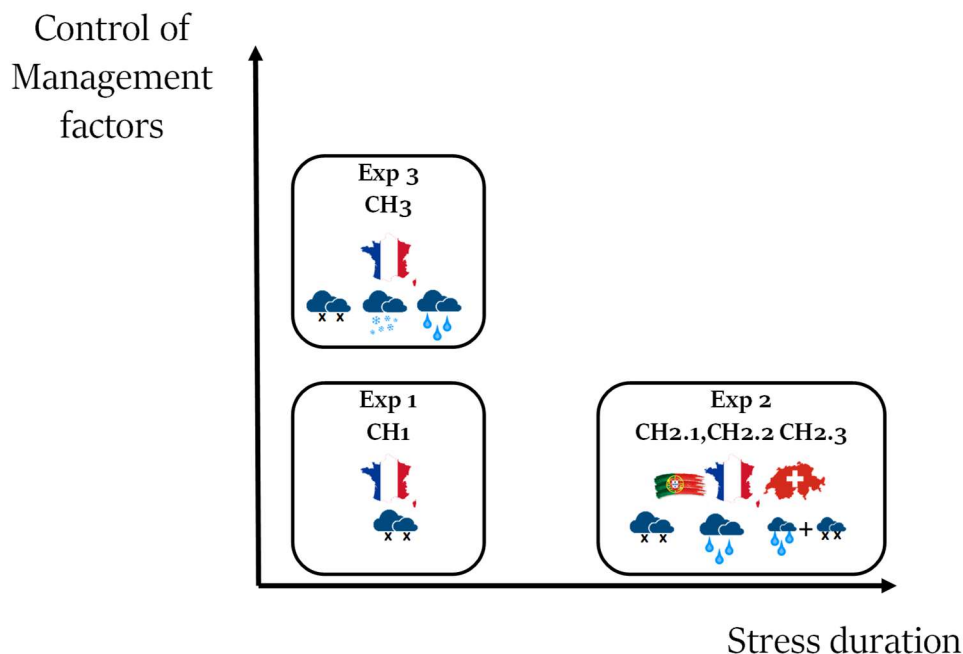 Control of
Management
factors
Exp 3
CH3
x x
Exp 1
CH1
x x
Exp 2
CH2.1,CH2.2 CH2.3
x x
+
x x
Stress duration